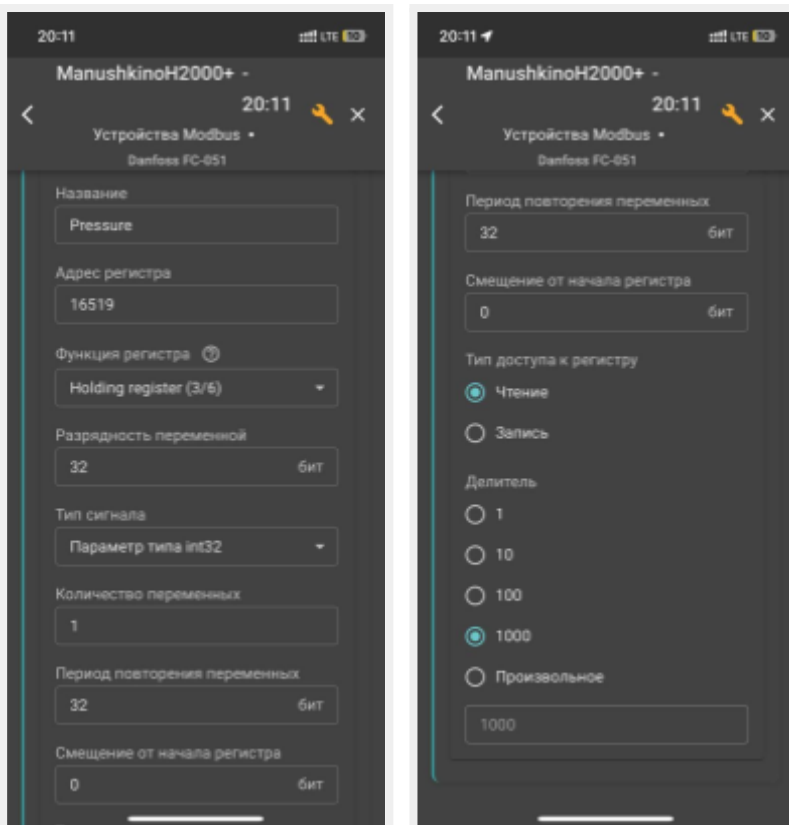 20:11
LTE 10
ManushkinoH2000+ -
20:11
Устройства Modbus •
Danfoss FC-051
Название
Pressure
Адрес регистра
16519
Функция регистра
Holding register (3/6)
Разрядность переменной
32 бит
Тип сигнала
Параметр типа int32
Количество переменных
1
Период повторения переменных
32 бит
Смещение от начала регистра
0 бит
20:11
LTE 10
ManushkinoH2000+ -
20:11
Устройства Modbus •
Danfoss FC-051
Период повторения переменных
32 бит
Смещение от начала регистра
0 бит
Тип доступа к регистру
Чтение
Запись
Делитель
1
10
100
1000
Произвольное
1000